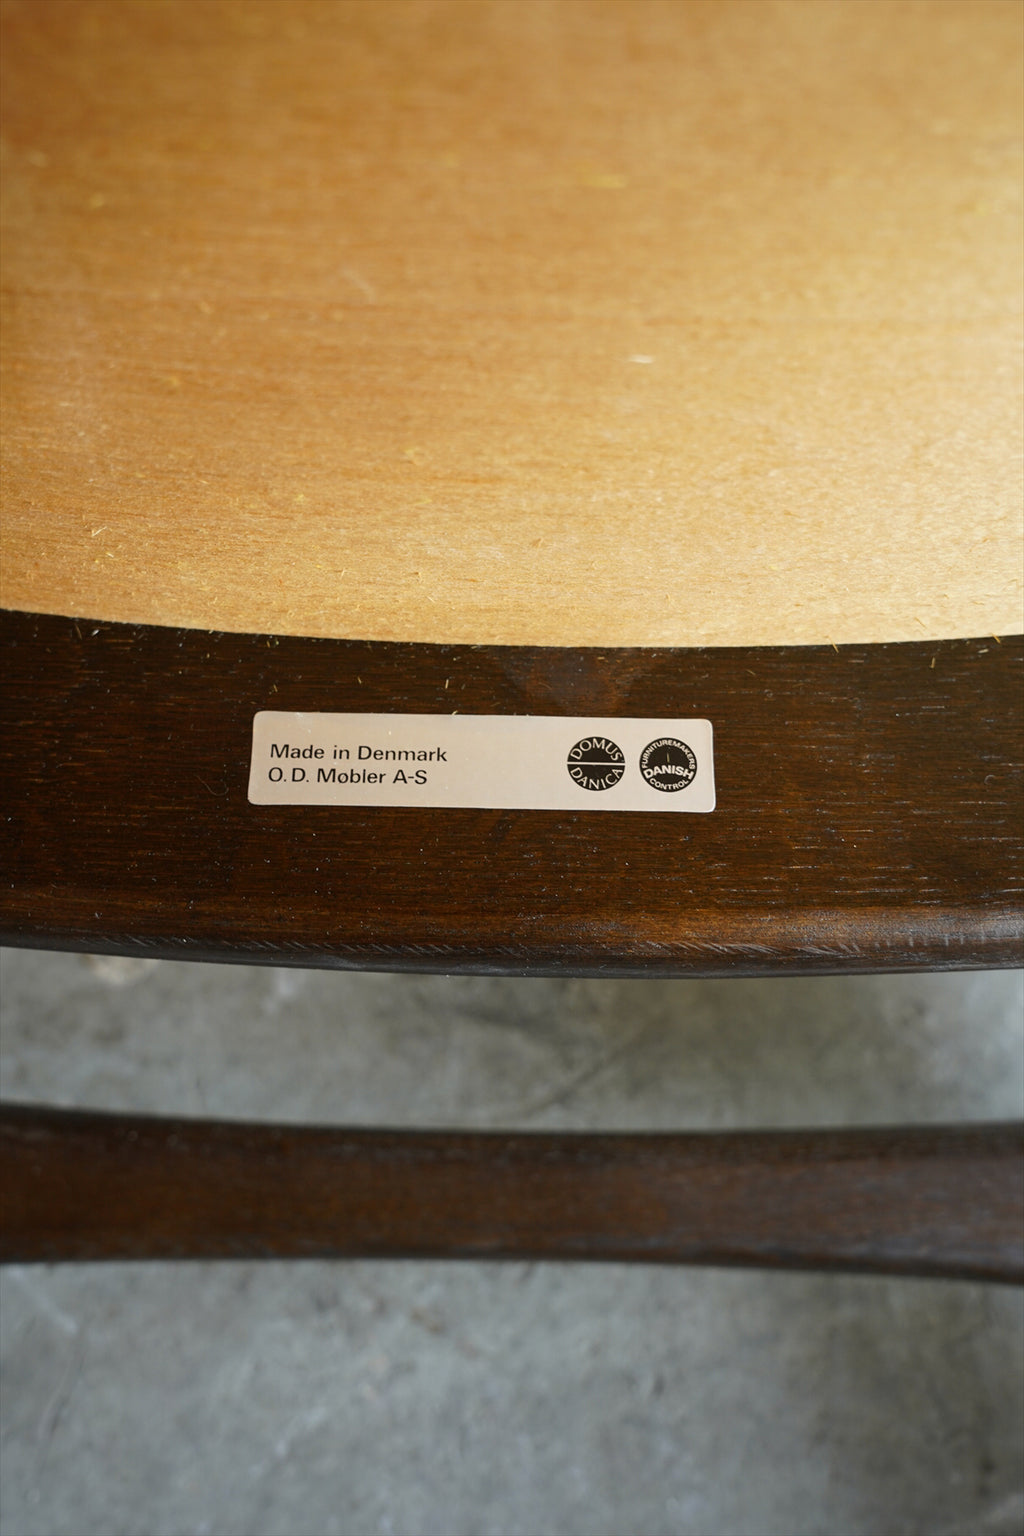 Made in Denmark
O.D. Møbler A-S
DOMUS
DANICA
FURNITUREMAKERS
DANISH
CONTROL